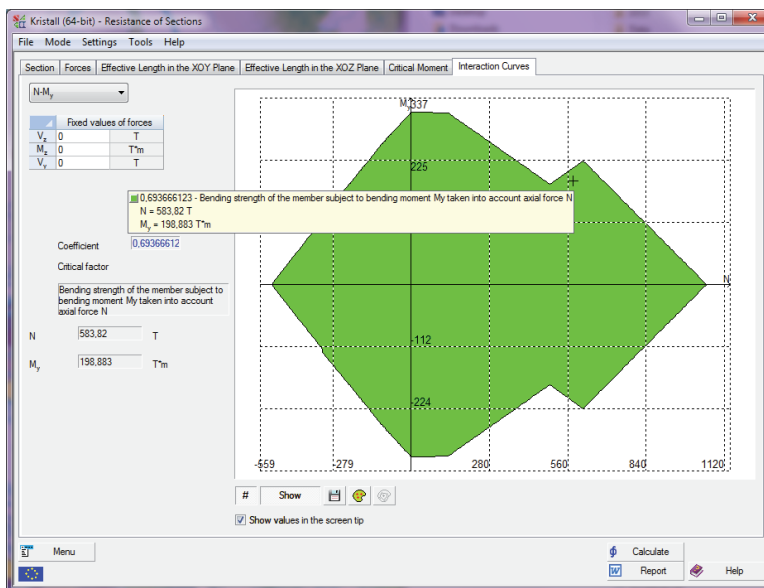 Kristall (64-bit) - Resistance of Sections
File Mode Settings Tools Help
Section Forces Effective Length in the XOY Plane Effective Length in the XOZ Plane Critical Moment Interaction Curves
N-My
Fixed values of forces
Vz 0 T
Mz 0 T*m
Vy 0 T
0,693666123 - Bending strength of the member subject to bending moment My taken into account axial force N
N = 583,82 T
My = 198,883 T*m
Coefficient 0,69366612
Critical factor
Bending strength of the member subject to
bending moment My taken into account
axial force N
N 583,82 T
My 198,883 T*m
My 337
225
N
-112
-224
-559 -279 280 560 840 1120
# Show
Show values in the screen tip
Menu
Calculate
Report
Help